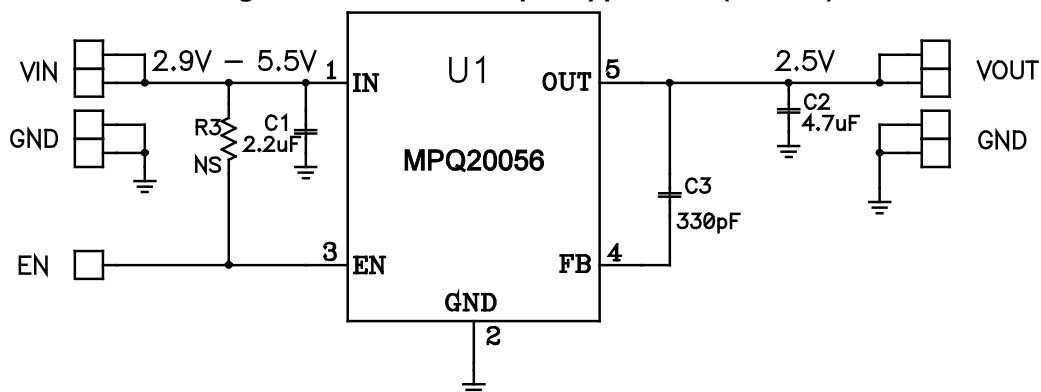 VIN
2.9V – 5.5V
1
IN
U1
OUT
5
2.5V
VOUT
GND
R3
NS
C1
2.2uF
MPQ20056
C2
4.7uF
GND
C3
330pF
EN
3
EN
FB
4
GND
2